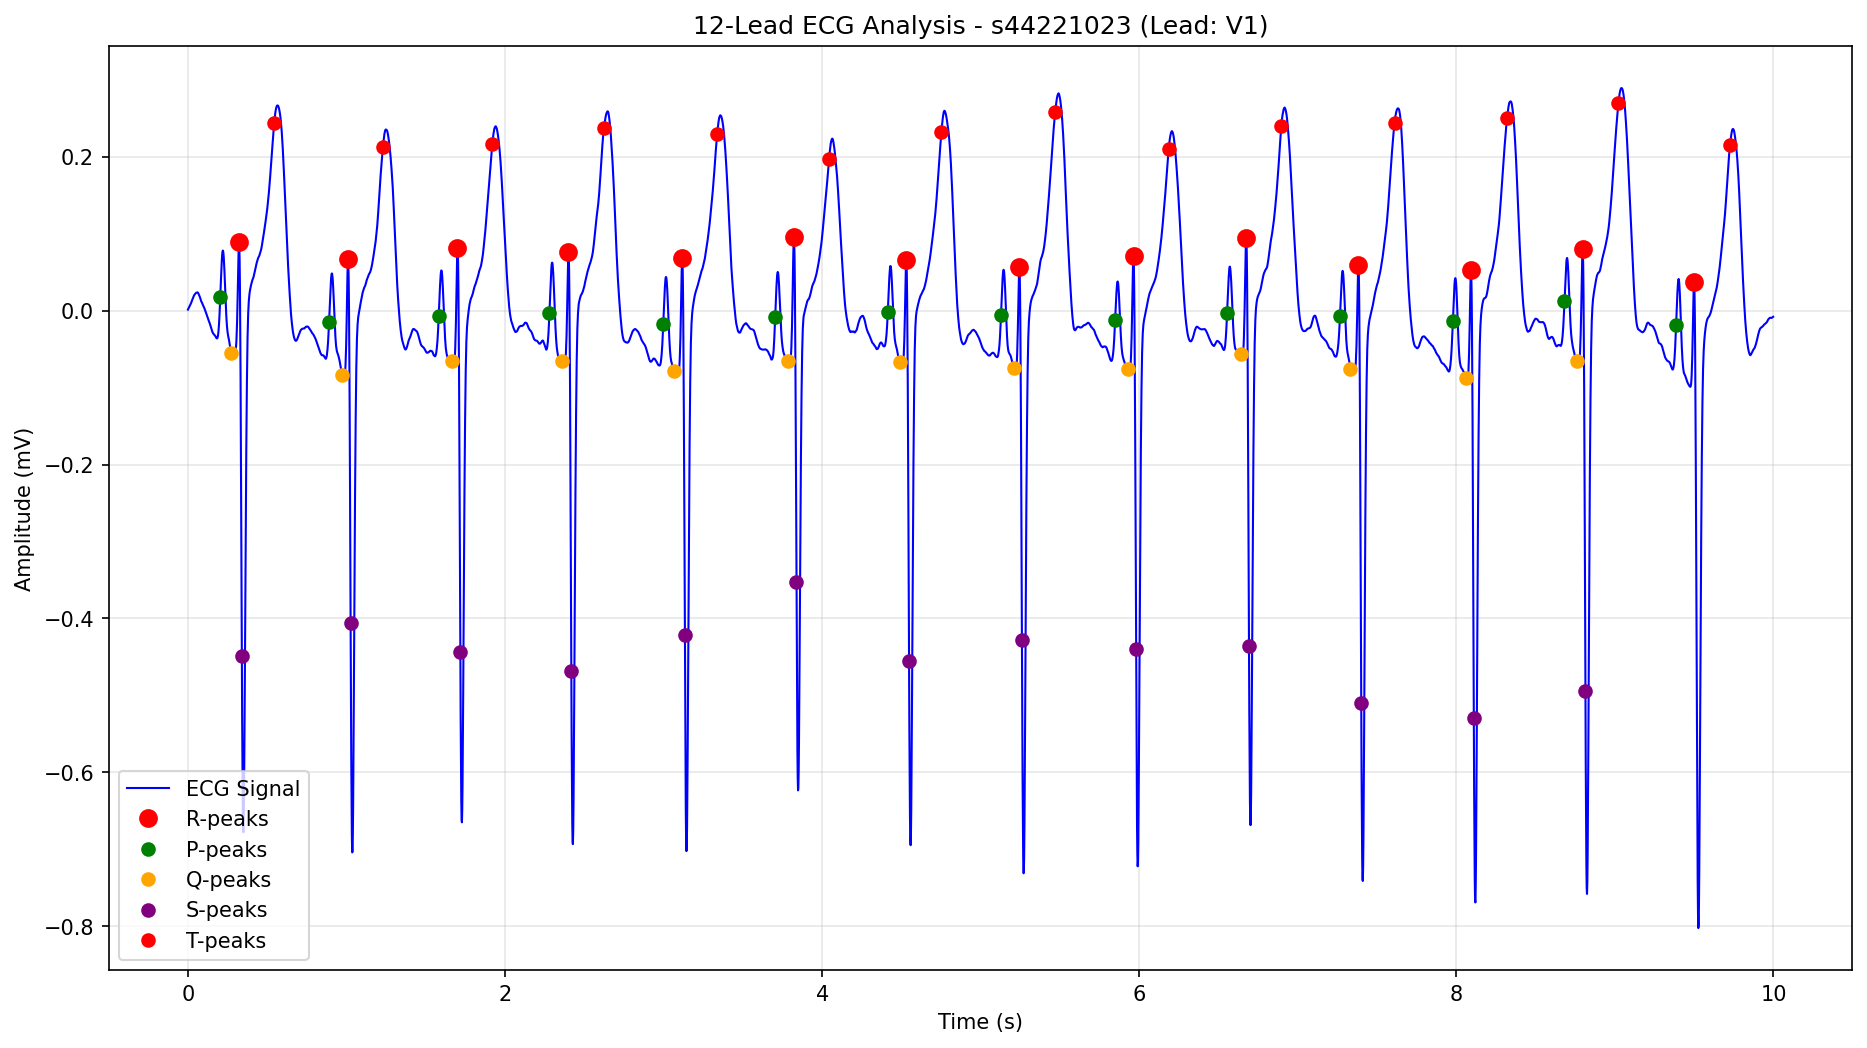 12-Lead ECG Analysis - s44221023 (Lead: V1)
Amplitude (mV)
0.2
0.0
−0.2
−0.4
−0.6
−0.8
ECG Signal
R-peaks
P-peaks
Q-peaks
S-peaks
T-peaks
0 2 4 6 8 10
Time (s)